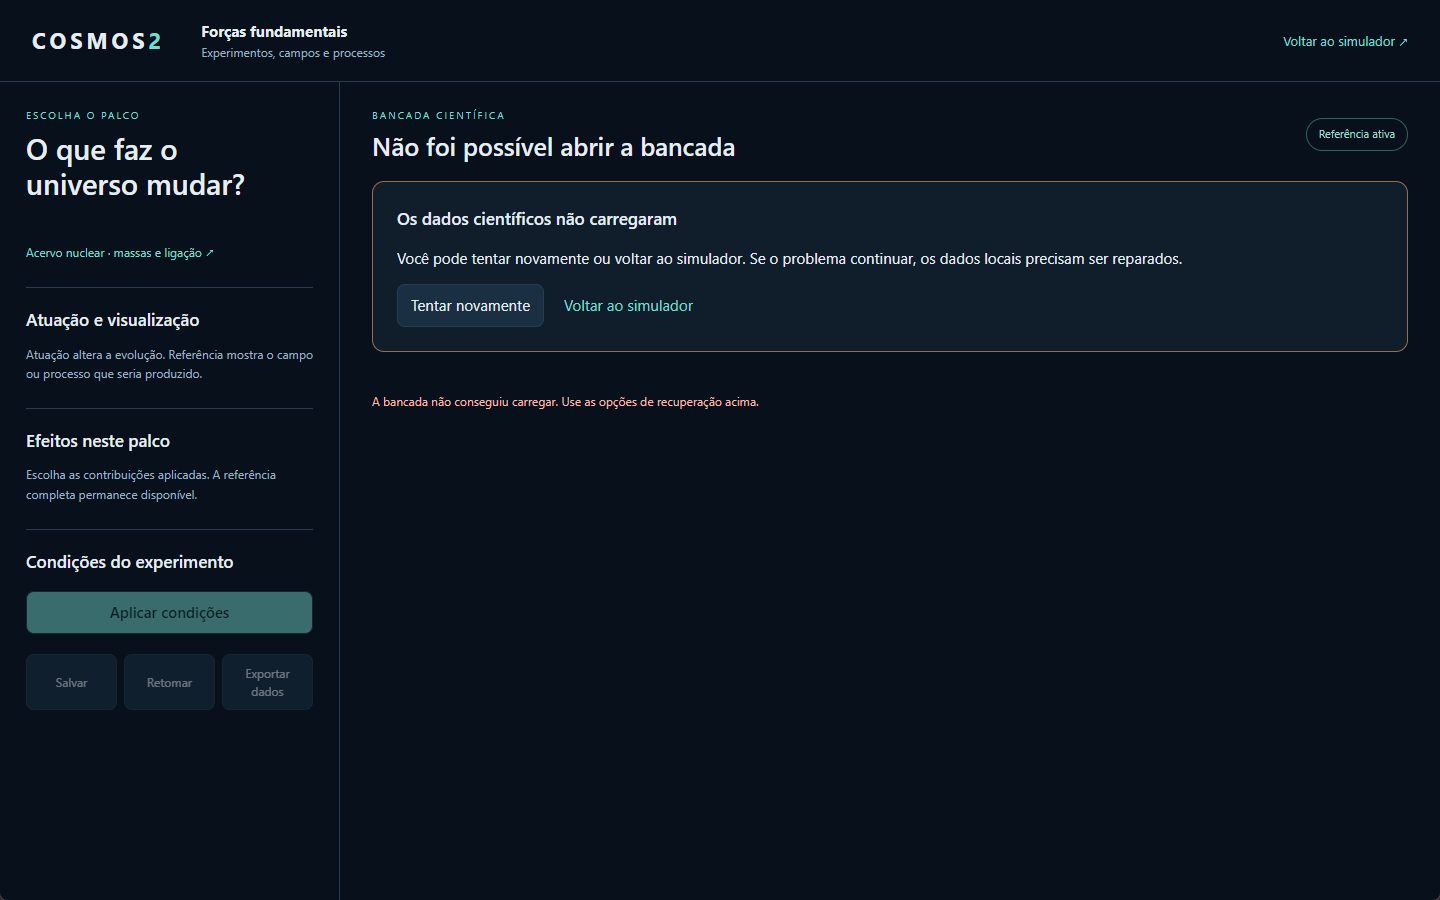 COSMOS2
Forças fundamentais
Experimentos, campos e processos
Voltar ao simulador ↗
ESCOLHA O PALCO
O que faz o
universo mudar?
Acervo nuclear · massas e ligação ↗
Atuação e visualização
Atuação altera a evolução. Referência mostra o campo
ou processo que seria produzido.
Efeitos neste palco
Escolha as contribuições aplicadas. A referência
completa permanece disponível.
Condições do experimento
Aplicar condições
Salvar
Retomar
Exportar
dados
BANCADA CIENTÍFICA
Não foi possível abrir a bancada
Referência ativa
Os dados científicos não carregaram
Você pode tentar novamente ou voltar ao simulador. Se o problema continuar, os dados locais precisam ser reparados.
Tentar novamente
Voltar ao simulador
A bancada não conseguiu carregar. Use as opções de recuperação acima.